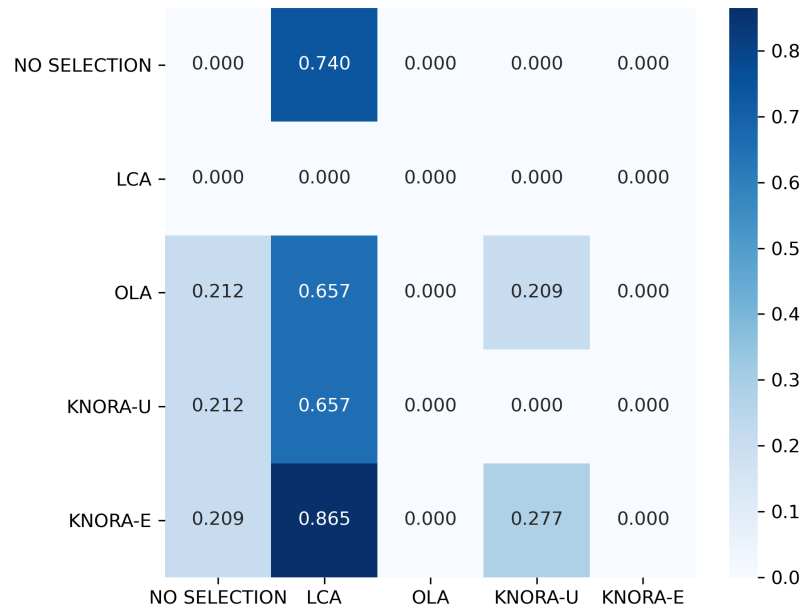 NO SELECTION 0.000 0.740 0.000 0.000 0.000
LCA 0.000 0.000 0.000 0.000 0.000
OLA 0.212 0.657 0.000 0.209 0.000
KNORA-U 0.212 0.657 0.000 0.000 0.000
KNORA-E 0.209 0.865 0.000 0.277 0.000
NO SELECTION LCA OLA KNORA-U KNORA-E
0.8
0.7
0.6
0.5
0.4
0.3
0.2
0.1
0.0